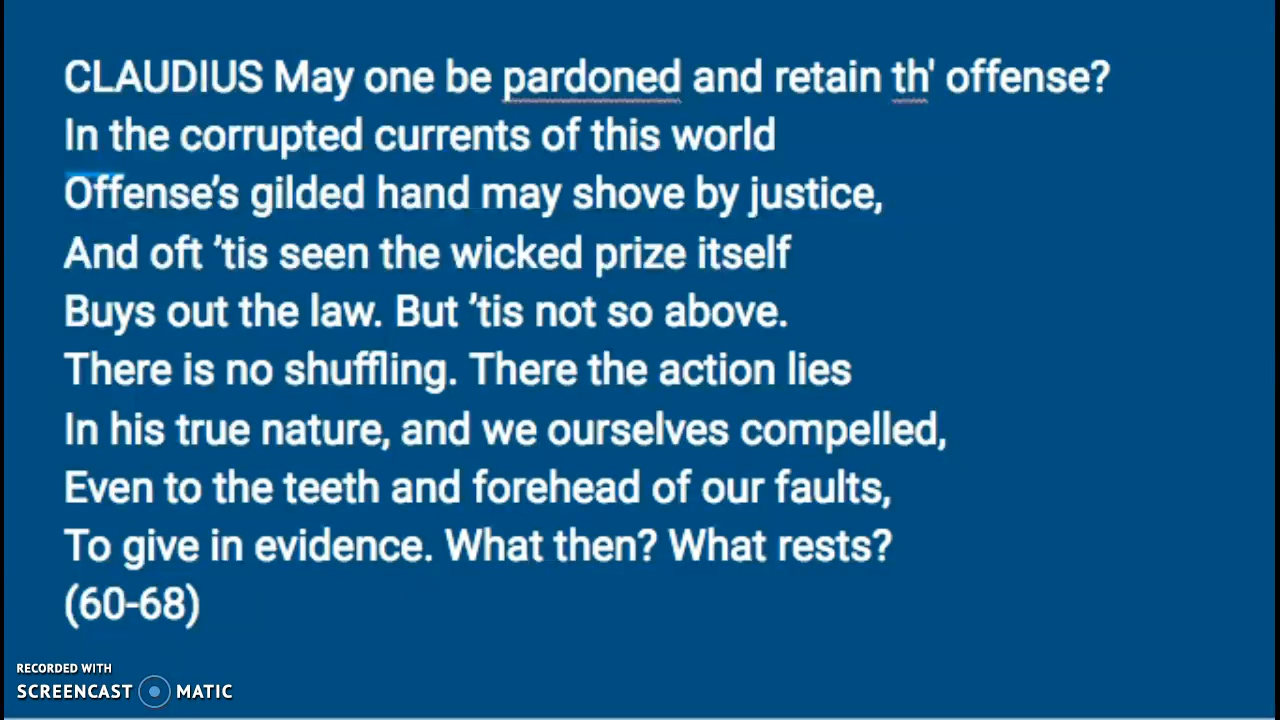 CLAUDIUS May one be pardoned and retain th' offense?
In the corrupted currents of this world
Offense’s gilded hand may shove by justice,
And oft ’tis seen the wicked prize itself
Buys out the law. But ’tis not so above.
There is no shuffling. There the action lies
In his true nature, and we ourselves compelled,
Even to the teeth and forehead of our faults,
To give in evidence. What then? What rests?
(60-68)
RECORDED WITH
SCREENCAST MATIC